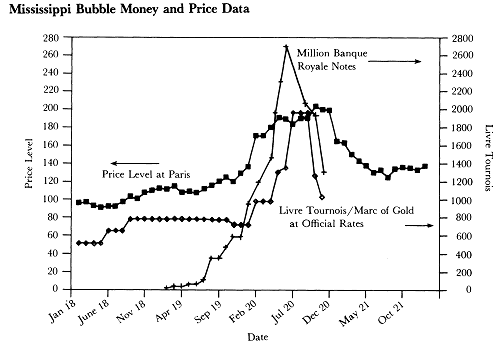 Mississippi Bubble Money and Price Data
280
260
240
220
200
180
160
140
120
100
80
60
40
20
0
Price Level
Million Banque
Royale Notes
Price Level at Paris
Livre Tournois/Marc of Gold
at Official Rates
2800
2600
2400
2200
2000
1800
1600
1400
1200
1000
800
600
400
200
0
Livre Tournois
Jan 18
June 18
Nov 18
Apr 19
Sep 19
Feb 20
Jul 20
Dec 20
May 21
Oct 21
Date